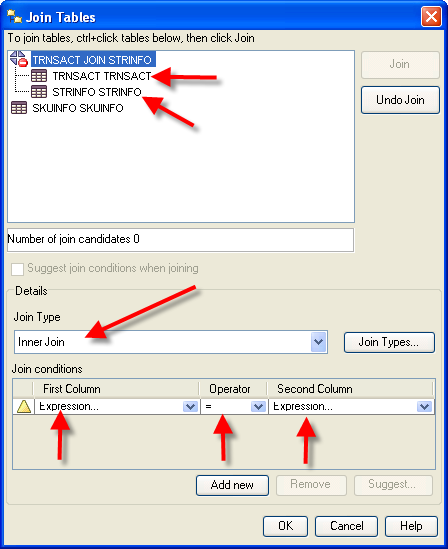 Join Tables
To join tables, ctrl+click tables below, then click Join
TRNSACT JOIN STRINFO
TRNSACT TRNSACT
STRINFO STRINFO
SKUINFO SKUINFO
Join
Undo Join
Number of join candidates 0
Suggest join conditions when joining
Details
Join Type
Inner Join
Join Types...
Join conditions
First Column Operator Second Column
Expression... = Expression...
Add new Remove Suggest...
OK Cancel Help